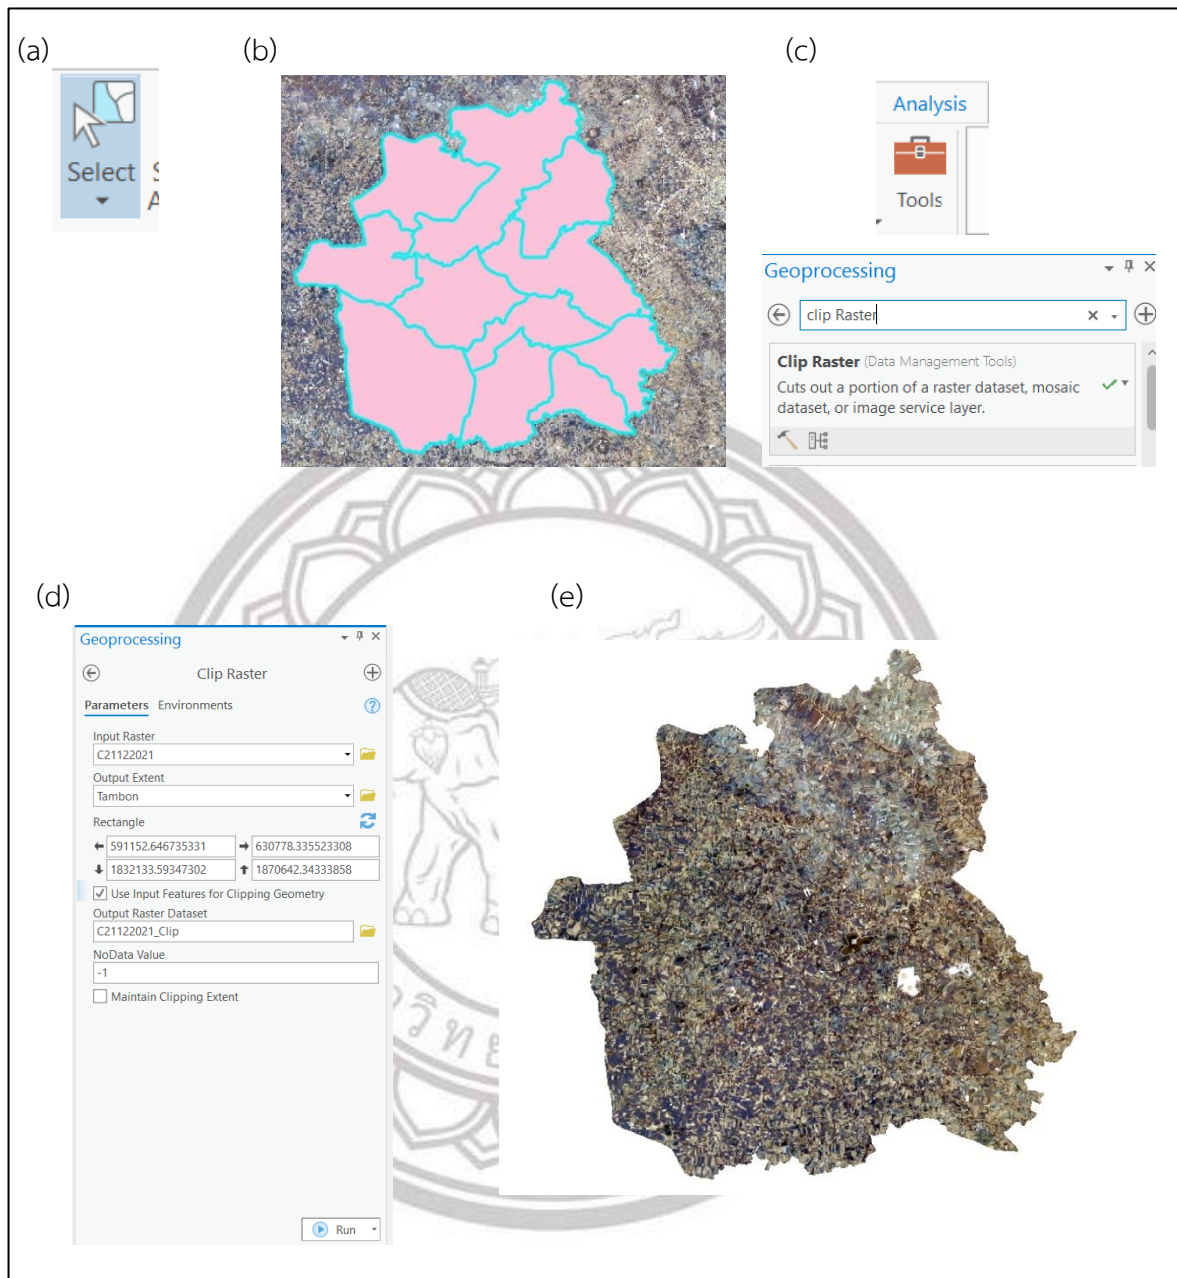 (a)
(b)
(c)
Select
Analysis
Tools
Geoprocessing
clip Raster
Clip Raster (Data Management Tools)
Cuts out a portion of a raster dataset, mosaic
dataset, or image service layer.
(d)
(e)
Geoprocessing
Clip Raster
Parameters Environments
Input Raster
C21122021
Output Extent
Tambon
Rectangle
591152.646735331 630778.335523308
1832133.59347302 1870642.34333858
Use Input Features for Clipping Geometry
Output Raster Dataset
C21122021_Clip
NoData Value
-1
Maintain Clipping Extent
Run